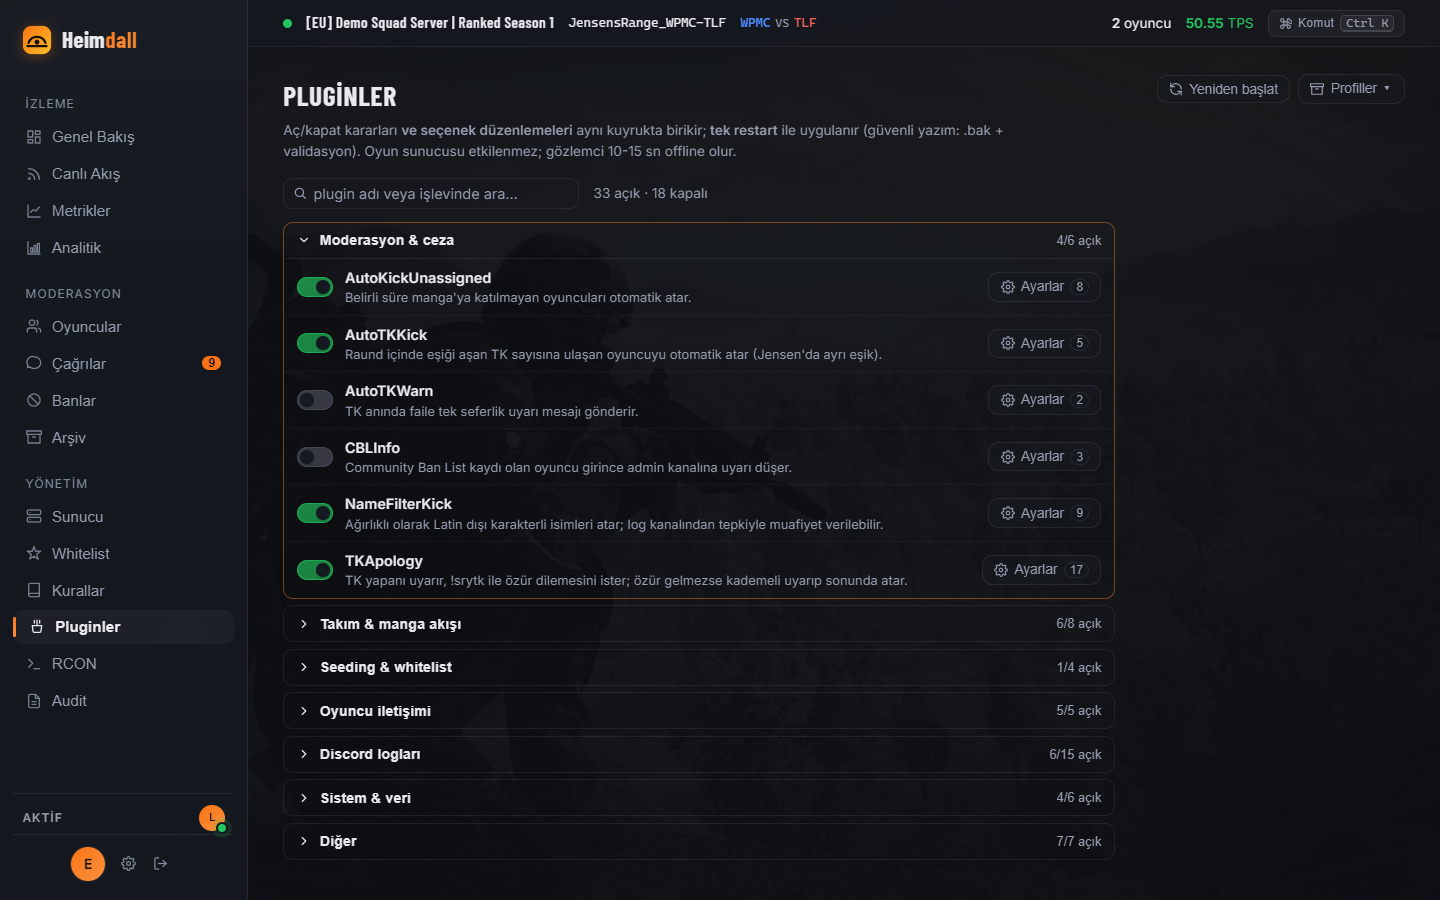 Heimdall
İZLEME
Genel Bakış
Canlı Akış
Metrikler
Analitik
MODERASYON
Oyuncular
Çağrılar 9
Banlar
Arşiv
YÖNETİM
Sunucu
Whitelist
Kurallar
Pluginler
RCON
Audit
AKTİF L
E
[EU] Demo Squad Server | Ranked Season 1 JensensRange_WPMC-TLF WPMC VS TLF 2 oyuncu 50.55 TPS ⌘ Komut Ctrl K
PLUGİNLER
Yeniden başlat Profiller ▾
Aç/kapat kararları ve seçenek düzenlemeleri aynı kuyrukta birikir; tek restart ile uygulanır (güvenli yazım: .bak +
validasyon). Oyun sunucusu etkilenmez; gözlemci 10-15 sn offline olur.
plugin adı veya işlevinde ara... 33 açık · 18 kapalı
Moderasyon & ceza 4/6 açık
AutoKickUnassigned
Belirli süre manga'ya katılmayan oyuncuları otomatik atar.
Ayarlar 8
AutoTKKick
Raund içinde eşiği aşan TK sayısına ulaşan oyuncuyu otomatik atar (Jensen'da ayrı eşik).
Ayarlar 5
AutoTKWarn
TK anında faile tek seferlik uyarı mesajı gönderir.
Ayarlar 2
CBLInfo
Community Ban List kaydı olan oyuncu girince admin kanalına uyarı düşer.
Ayarlar 3
NameFilterKick
Ağırlıklı olarak Latin dışı karakterli isimleri atar; log kanalından tepkiyle muafiyet verilebilir.
Ayarlar 9
TKApology
TK yapanı uyarır, !srytk ile özür dilemesini ister; özür gelmezse kademeli uyarıp sonunda atar.
Ayarlar 17
Takım & manga akışı 6/8 açık
Seeding & whitelist 1/4 açık
Oyuncu iletişimi 5/5 açık
Discord logları 6/15 açık
Sistem & veri 4/6 açık
Diğer 7/7 açık